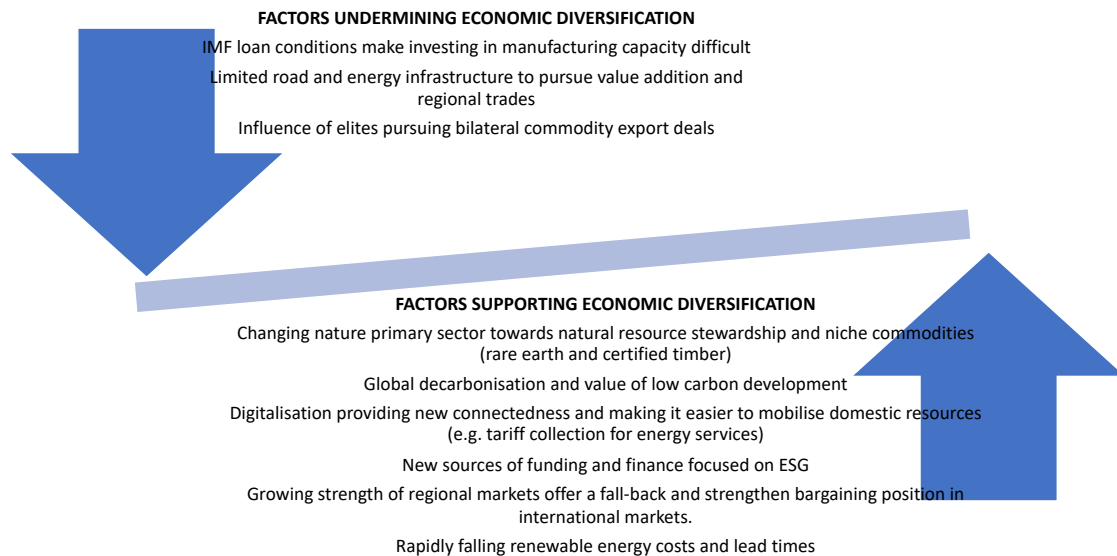 FACTORS UNDERMINING ECONOMIC DIVERSIFICATION
IMF loan conditions make investing in manufacturing capacity difficult
Limited road and energy infrastructure to pursue value addition and
regional trades
Influence of elites pursuing bilateral commodity export deals
FACTORS SUPPORTING ECONOMIC DIVERSIFICATION
Changing nature primary sector towards natural resource stewardship and niche commodities
(rare earth and certified timber)
Global decarbonisation and value of low carbon development
Digitalisation providing new connectedness and making it easier to mobilise domestic resources
(e.g. tariff collection for energy services)
New sources of funding and finance focused on ESG
Growing strength of regional markets offer a fall-back and strengthen bargaining position in
international markets.
Rapidly falling renewable energy costs and lead times